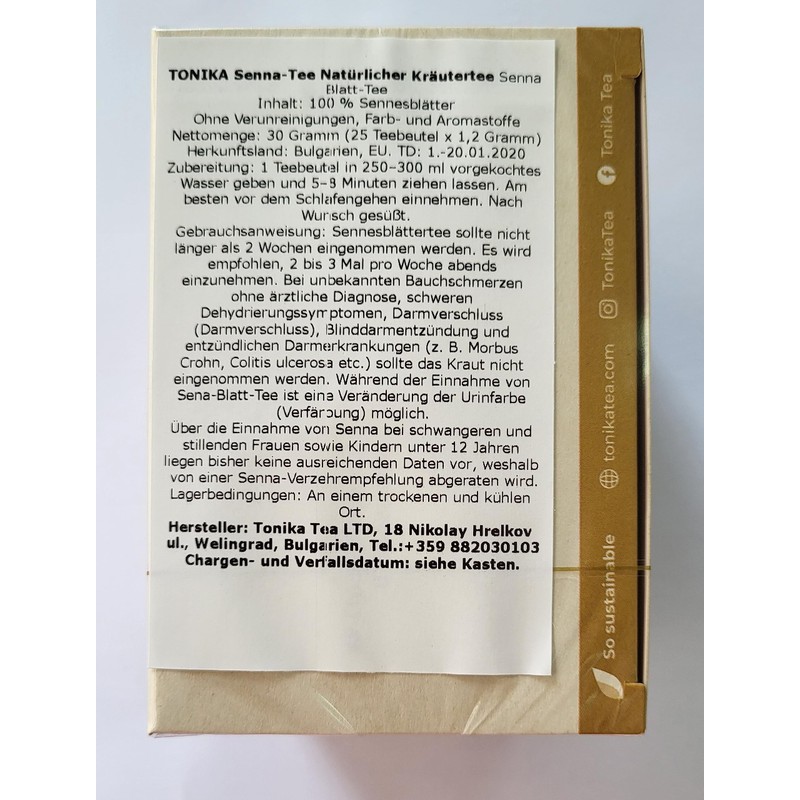 TONIKA Senna-Tee Natürlicher Kräutertee Senna
Blatt-Tee
Inhalt: 100 % Sennesblätter
Ohne Verunreinigungen, Farb- und Aromastoffe
Nettomenge: 30 Gramm (25 Teebeutel x 1,2 Gramm)
Herkunftsland: Bulgarien, EU. TD: 1.-20.01.2020
Zubereitung: 1 Teebeutel in 250–300 ml vorgekochtes
Wasser geben und 5–8 Minuten ziehen lassen. Am
besten vor dem Schlafengehen einnehmen. Nach
Wunsch gesüßt.
Gebrauchsanweisung: Sennesblättertee sollte nicht
länger als 2 Wochen eingenommen werden. Es wird
empfohlen, 2 bis 3 Mal pro Woche abends
einzunehmen. Bei unbekannten Bauchschmerzen
ohne ärztliche Diagnose, schweren
Dehydrierungssymptomen, Darmverschluss
(Darmverschluss), Blinddarmentzündung und
entzündlichen Darmerkrankungen (z. B. Morbus
Crohn, Colitis ulcerosa etc.) sollte das Kraut nicht
eingenommen werden. Während der Einnahme von
Sena-Blatt-Tee ist eine Veränderung der Urinfarbe
(Verfärbung) möglich.
Über die Einnahme von Senna bei schwangeren und
stillenden Frauen sowie Kindern unter 12 Jahren
liegen bisher keine ausreichenden Daten vor, weshalb
von einer Senna-Verzehrempfehlung abgeraten wird.
Lagerbedingungen: An einem trockenen und kühlen
Ort.
Hersteller: Tonika Tea LTD, 18 Nikolay Hrelkov
ul., Welingrad, Bulgarien, Tel.:+359 882030103
Chargen- und Verfallsdatum: siehe Kasten.
So sustainable
tonikatea.com
TonikaTea
Tonika Tea